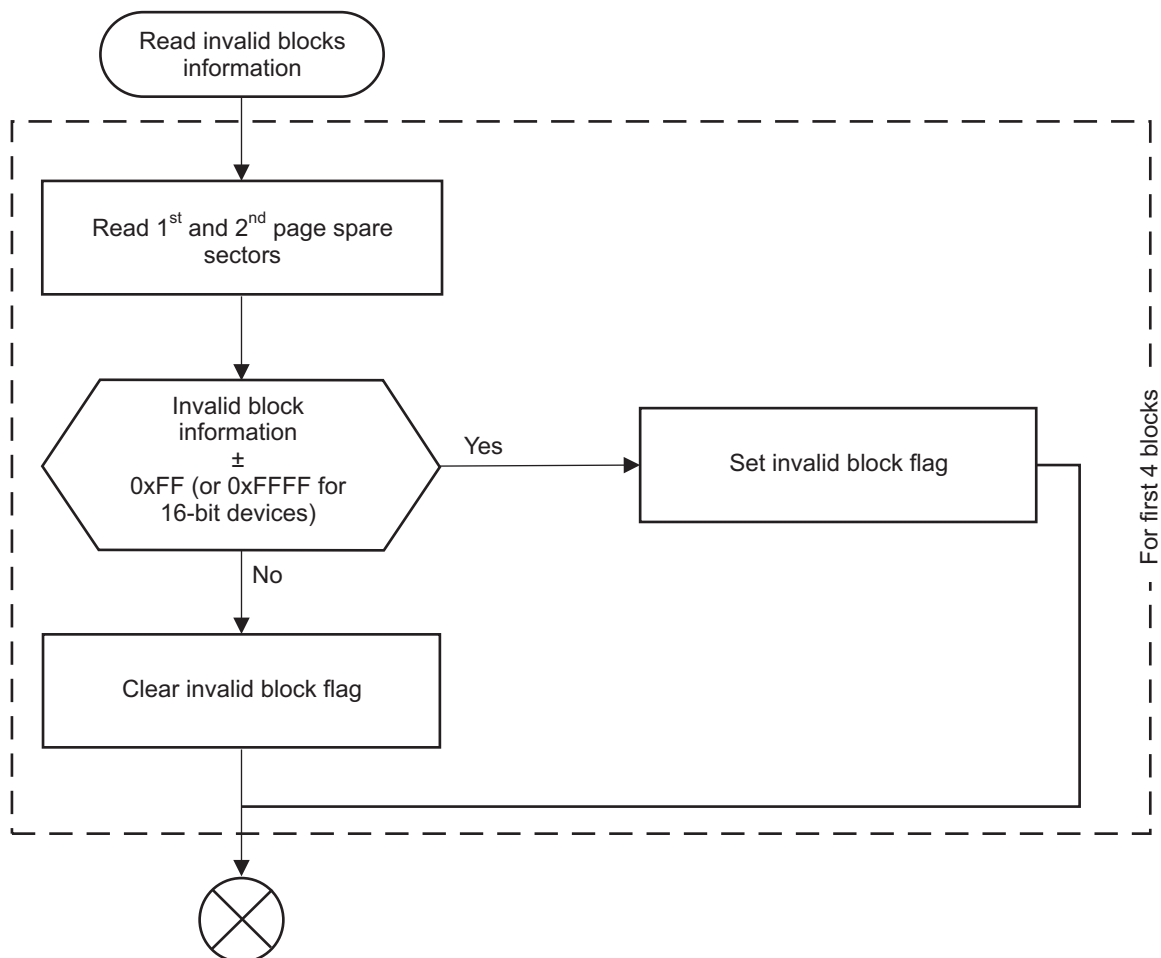 Read invalid blocks
information
Read 1st and 2nd page spare
sectors
Invalid block
information
±
0xFF (or 0xFFFF for
16-bit devices)
Yes
Set invalid block flag
No
Clear invalid block flag
For first 4 blocks